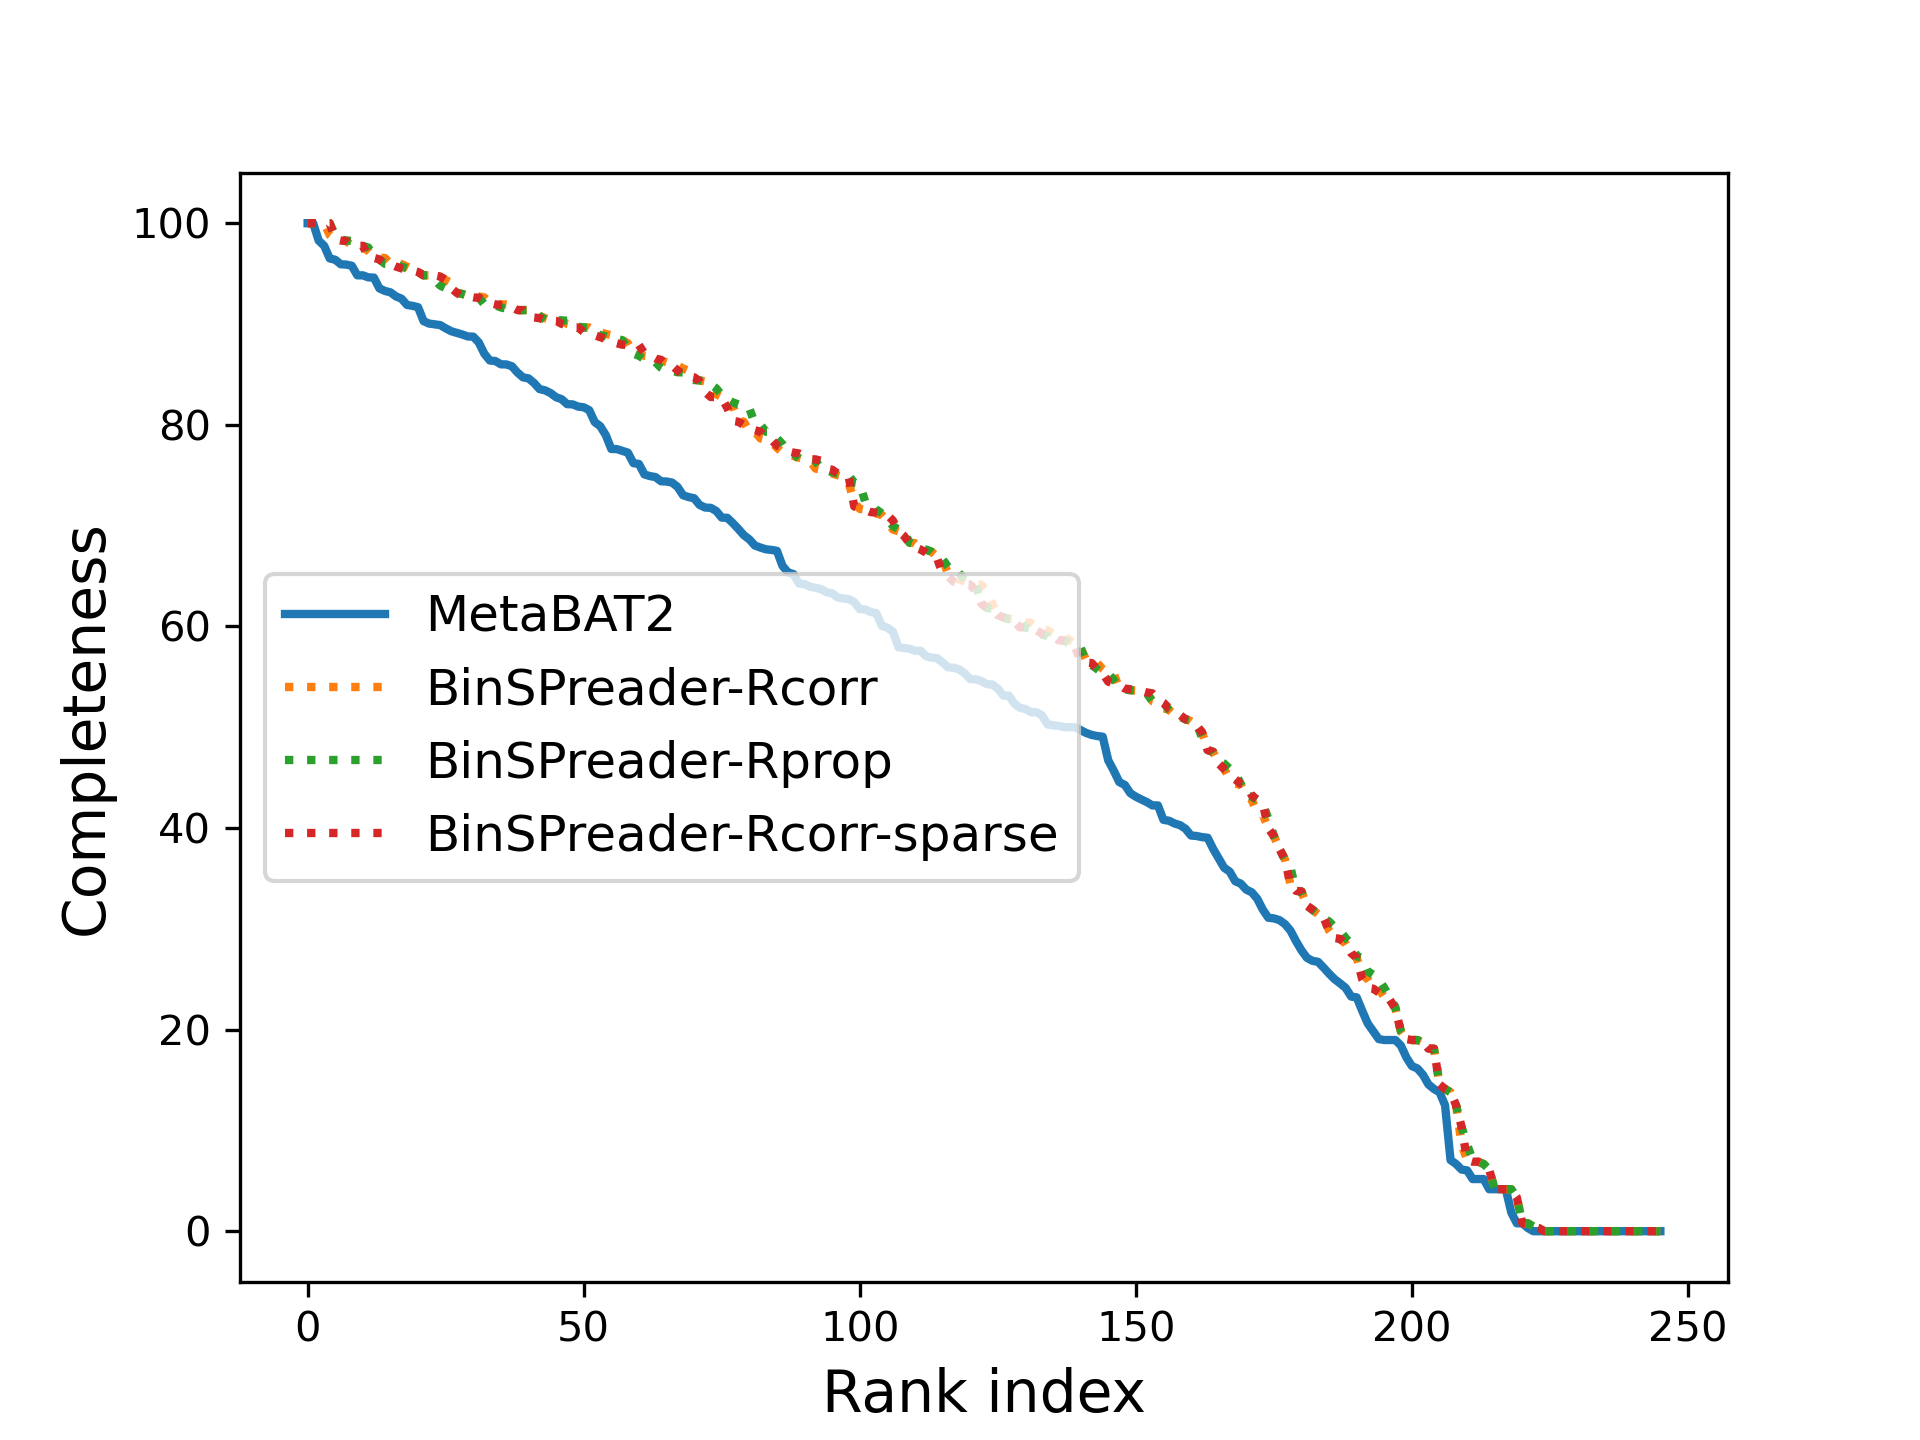 100
80
60
40
20
0
Completeness
MetaBAT2
BinSPreader-Rcorr
BinSPreader-Rprop
BinSPreader-Rcorr-sparse
0 50 100 150 200 250
Rank index